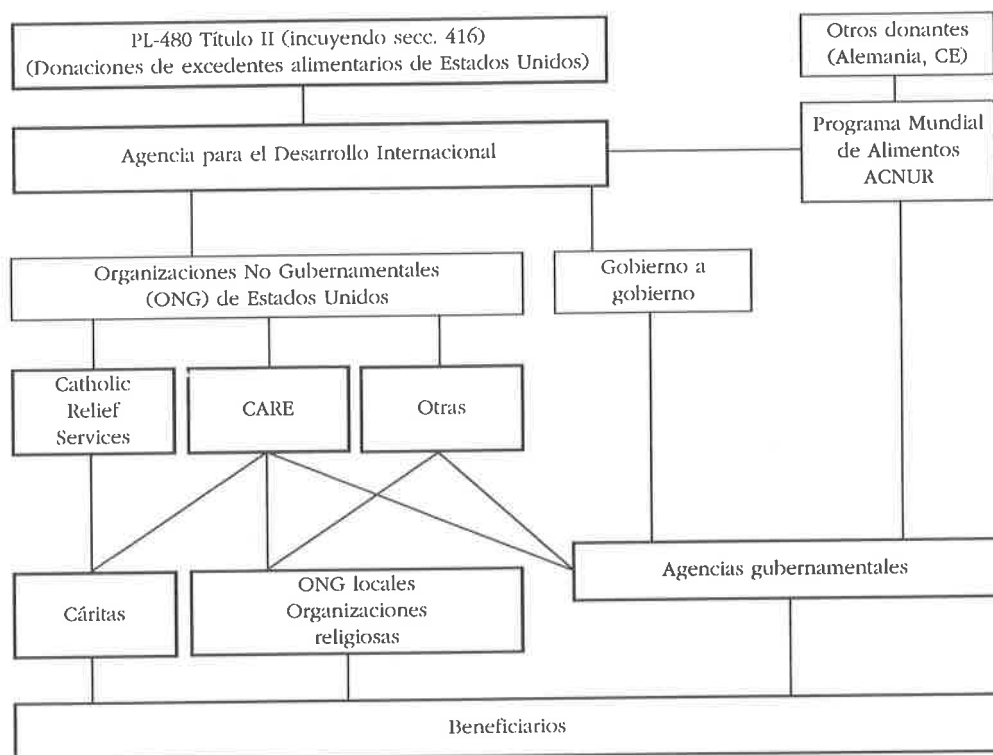 PL-480 Título II (incuyendo secc. 416)
(Donaciones de excedentes alimentarios de Estados Unidos)
Otros donantes
(Alemania, CE)
Agencia para el Desarrollo Internacional
Programa Mundial
de Alimentos
ACNUR
Organizaciones No Gubernamentales
(ONG) de Estados Unidos
Gobierno a
gobierno
Catholic
Relief
Services
CARE
Otras
Cáritas
ONG locales
Organizaciones
religiosas
Agencias gubernamentales
Beneficiarios